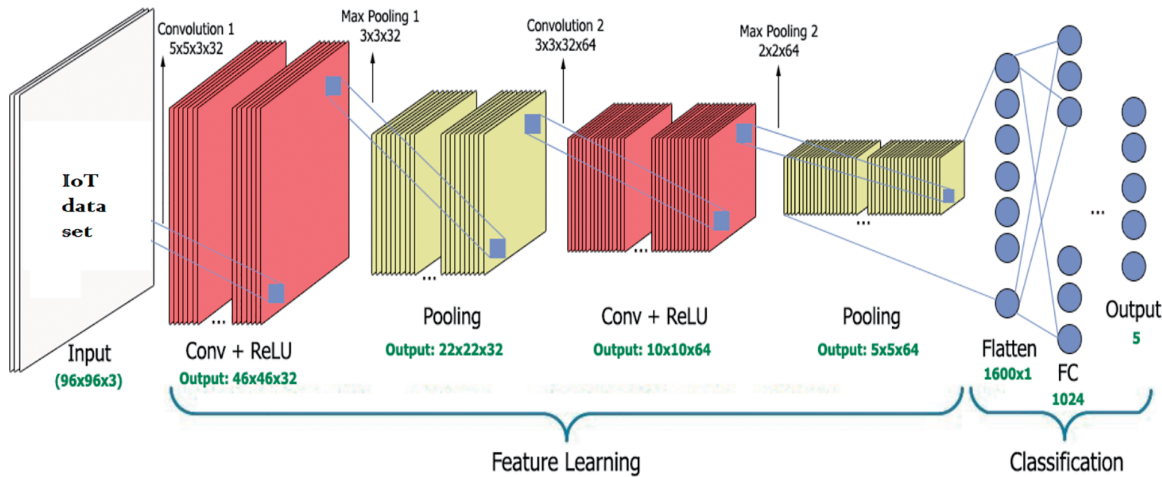 Convolution 1
5x5x3x32
Max Pooling 1
3x3x32
Convolution 2
3x3x32x64
Max Pooling 2
2x2x64
IoT
data
set
...
...
...
...
...
Input
(96x96x3)
Conv + ReLU
Output: 46x46x32
Pooling
Output: 22x22x32
Conv + ReLU
Output: 10x10x64
Pooling
Output: 5x5x64
Flatten
1600x1
FC
1024
Output
5
Feature Learning
Classification